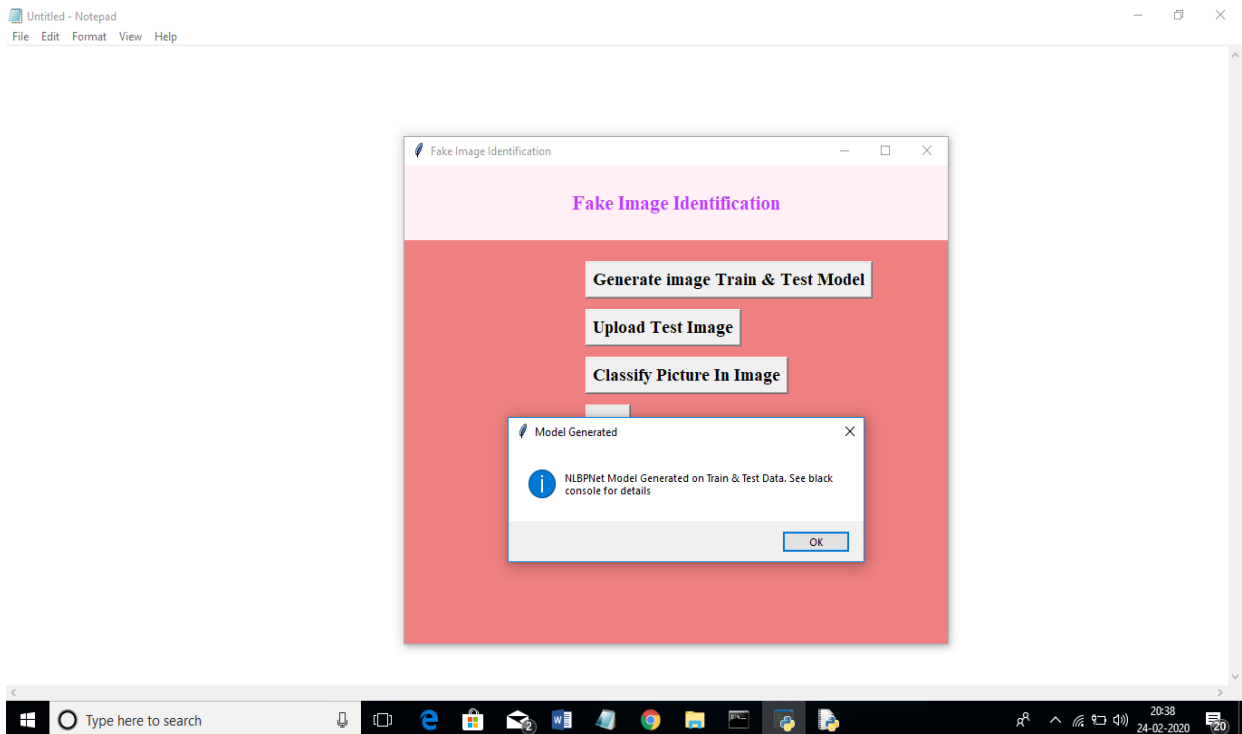 Untitled - Notepad
File Edit Format View Help
Fake Image Identification
Fake Image Identification
Generate image Train & Test Model
Upload Test Image
Classify Picture In Image
Model Generated
NLBPNet Model Generated on Train & Test Data. See black
console for details
OK
Type here to search
2
20:38
24-02-2020
20